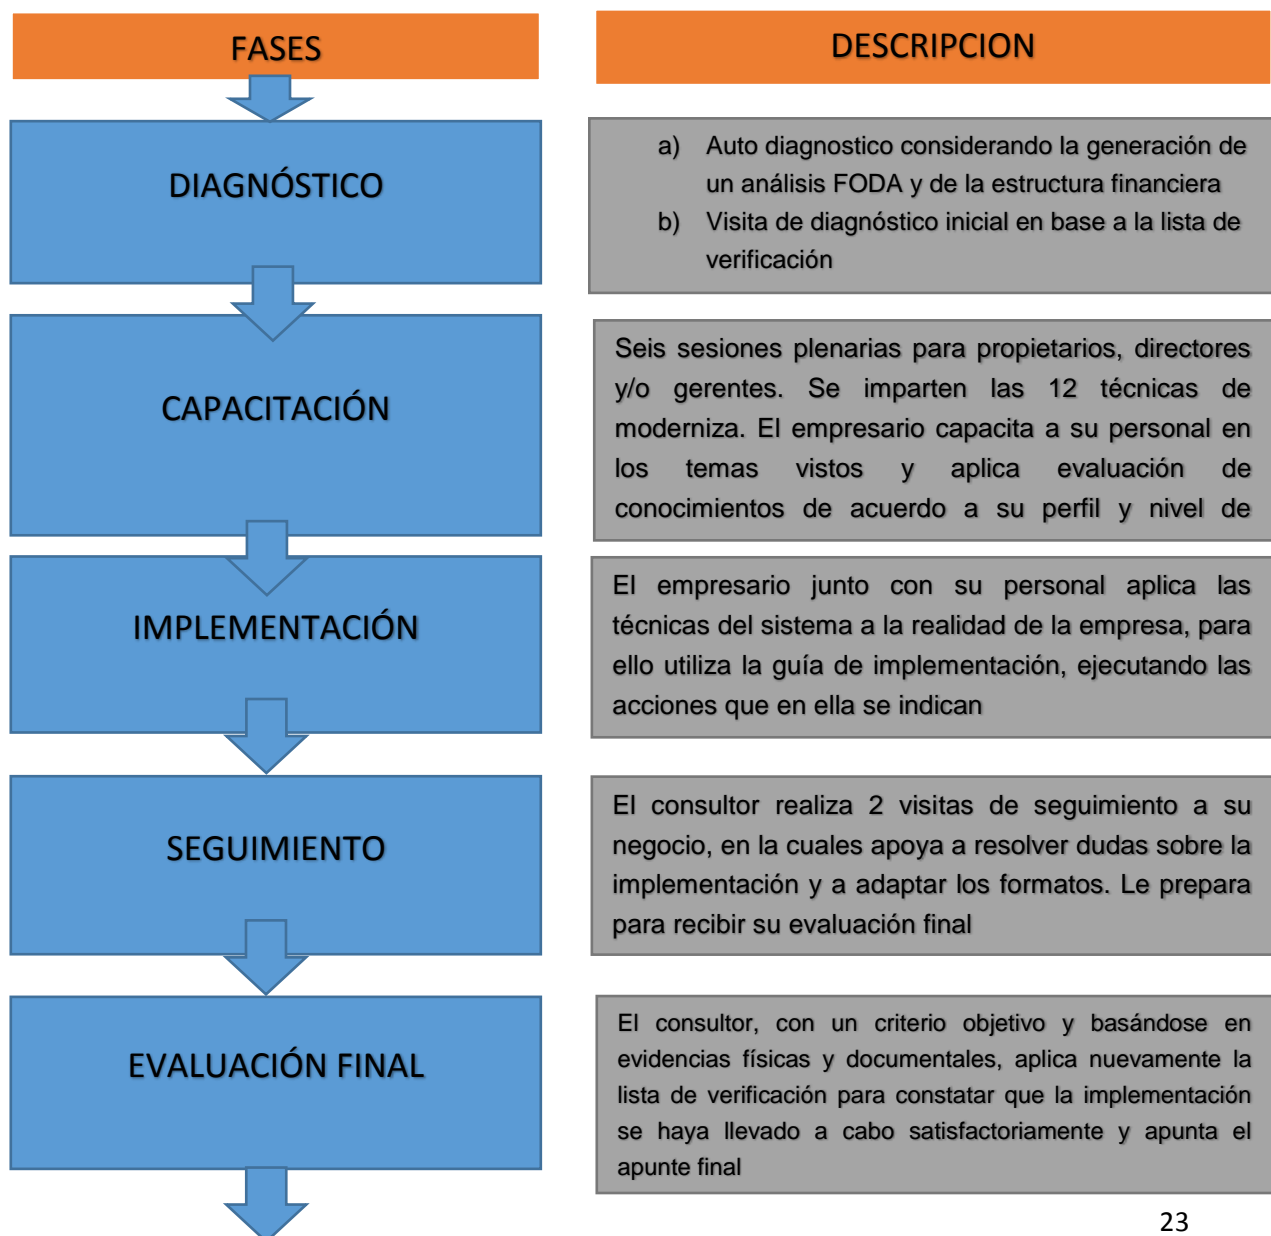 FASES
DESCRIPCION
DIAGNÓSTICO
a) Auto diagnostico considerando la generación de
un análisis FODA y de la estructura financiera
b) Visita de diagnóstico inicial en base a la lista de
verificación
CAPACITACIÓN
Seis sesiones plenarias para propietarios, directores
y/o gerentes. Se imparten las 12 técnicas de
moderniza. El empresario capacita a su personal en
los temas vistos y aplica evaluación de
conocimientos de acuerdo a su perfil y nivel de
IMPLEMENTACIÓN
El empresario junto con su personal aplica las
técnicas del sistema a la realidad de la empresa, para
ello utiliza la guía de implementación, ejecutando las
acciones que en ella se indican
SEGUIMIENTO
El consultor realiza 2 visitas de seguimiento a su
negocio, en la cuales apoya a resolver dudas sobre la
implementación y a adaptar los formatos. Le prepara
para recibir su evaluación final
EVALUACIÓN FINAL
El consultor, con un criterio objetivo y basándose en
evidencias físicas y documentales, aplica nuevamente la
lista de verificación para constatar que la implementación
se haya llevado a cabo satisfactoriamente y apunta el
apunte final
23